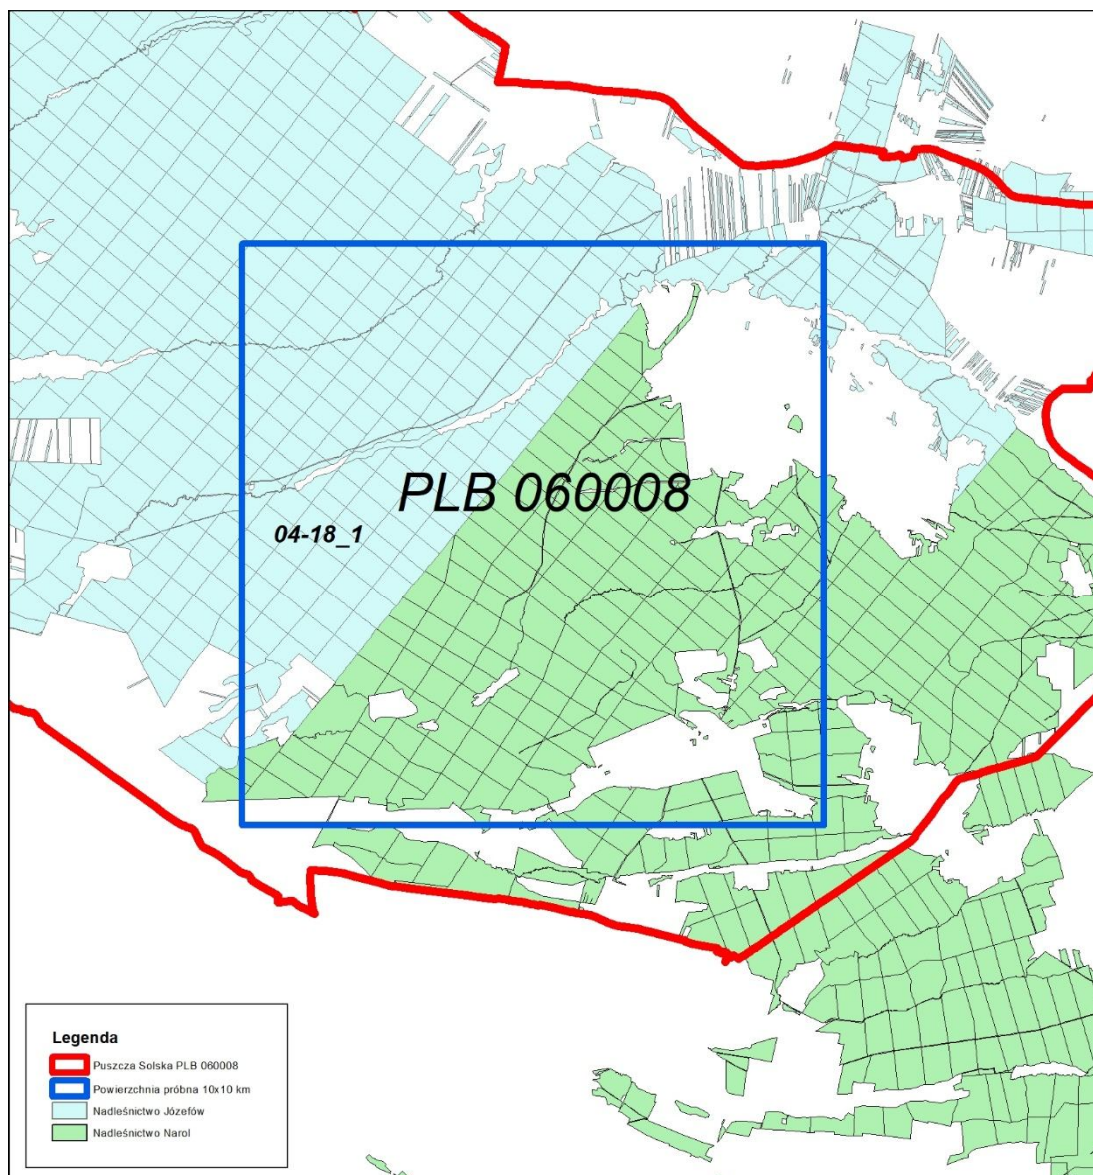 PLB 060008
04-18_1
Legenda
Puszcza Solska PLB 060008
Powierzchnia próbna 10x10 km
Nadleśnictwo Józefów
Nadleśnictwo Narol